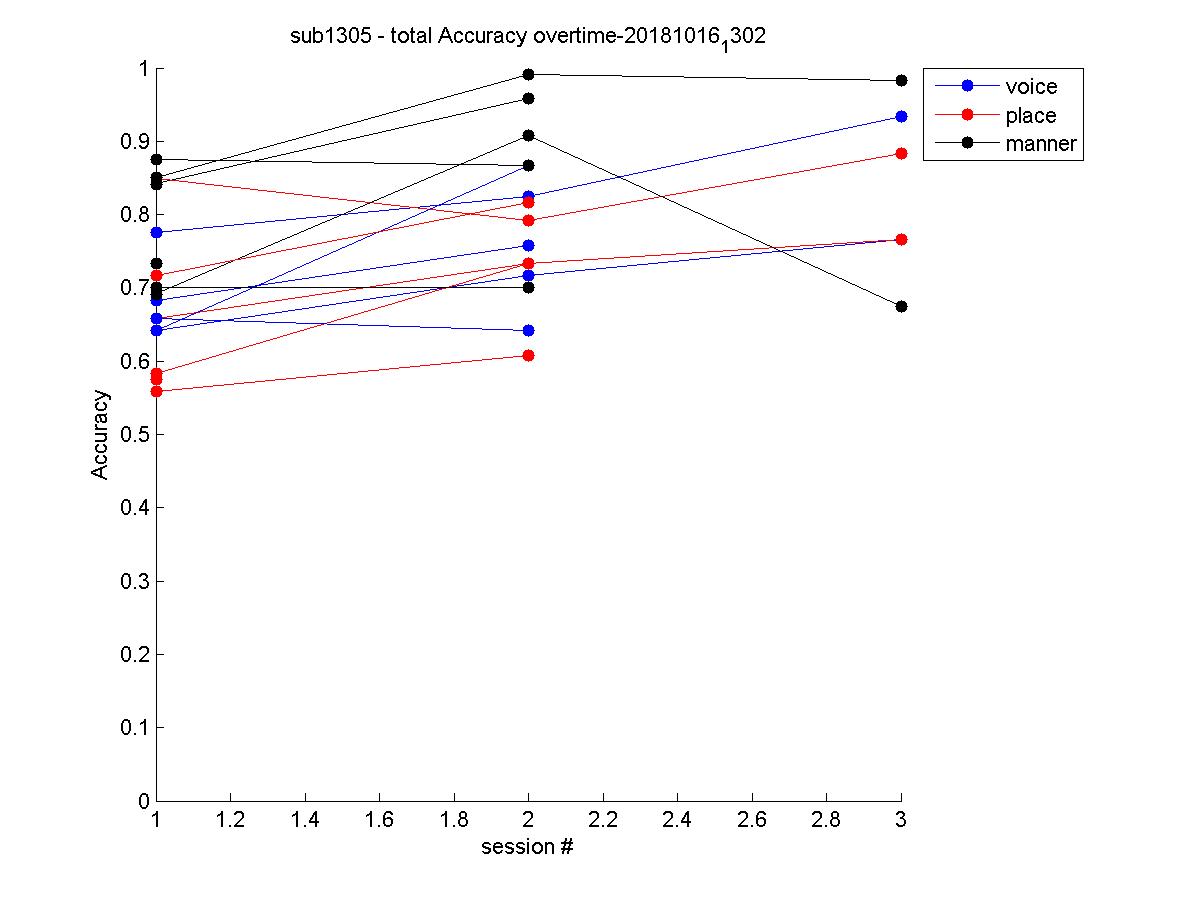 sub1305 - total Accuracy overtime-20181016₁302
voice
place
manner
1
0.9
0.8
0.7
0.6
0.5
0.4
0.3
0.2
0.1
0
Accuracy
1 1.2 1.4 1.6 1.8 2 2.2 2.4 2.6 2.8 3
session #